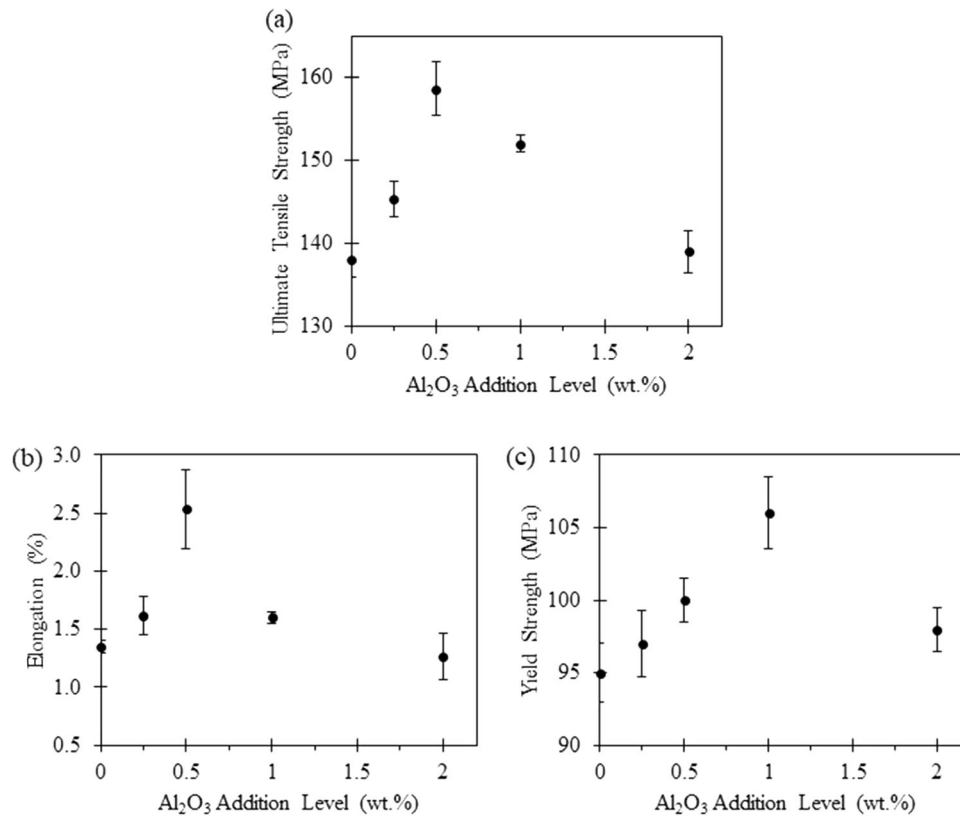 (a)
Ultimate Tensile Strength (MPa)
160
150
140
130
0 0.5 1 1.5 2
Al₂O₃ Addition Level (wt.%)
(b)
Elongation (%)
3.0
2.5
2.0
1.5
1.0
0.5
0 0.5 1 1.5 2
Al₂O₃ Addition Level (wt.%)
(c)
Yield Strength (MPa)
110
105
100
95
90
0 0.5 1 1.5 2
Al₂O₃ Addition Level (wt.%)